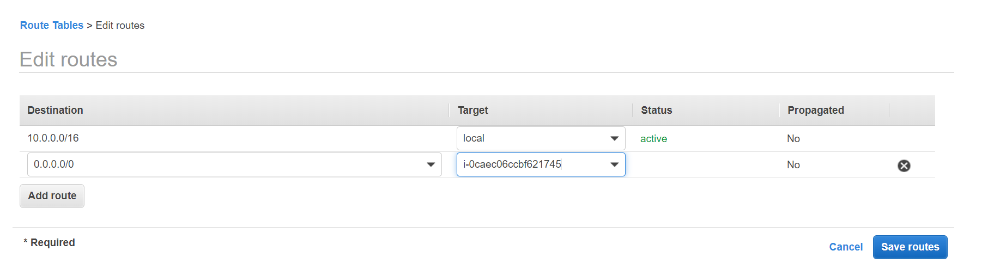 Route Tables > Edit routes
Edit routes
Destination Target Status Propagated
10.0.0.0/16 local active No
0.0.0.0/0 i-0caec06ccbf621745 No
Add route
* Required
Cancel Save routes